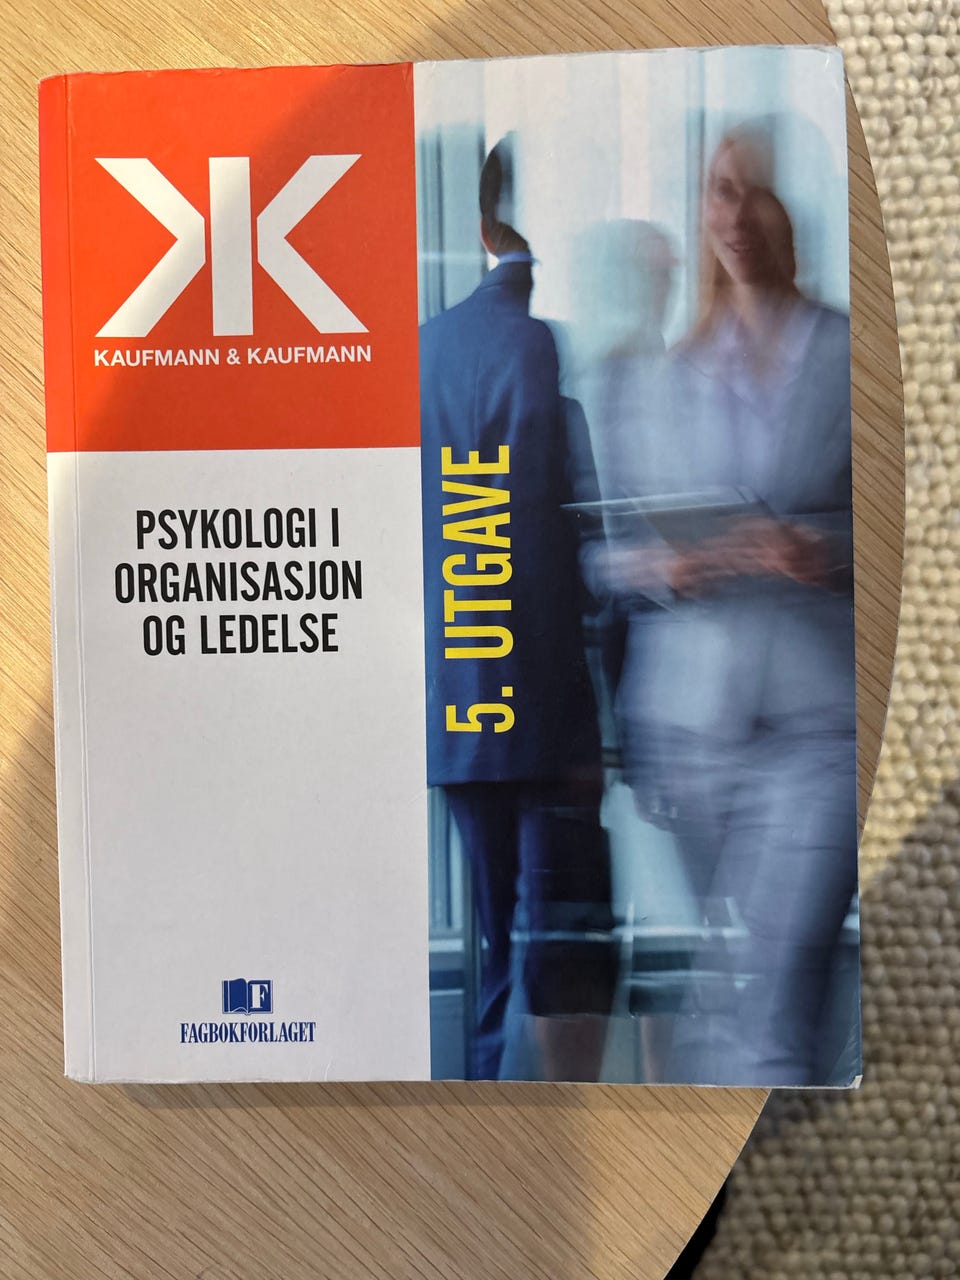 KAUFMANN & KAUFMANN
PSYKOLOGI I
ORGANISASJON
OG LEDELSE
5. UTGAVE
F
FAGBOKFORLAGET